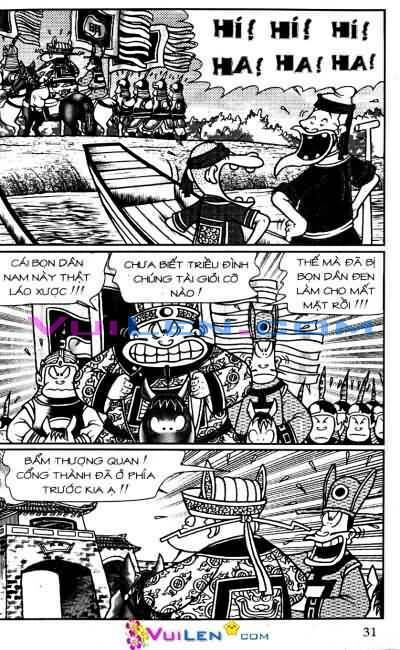 HÍ! HÍ! HÍ!
HA! HA! HA!
CÁI BỌN DÂN
NAM NÀY THẬT
LÁO XƯỢC !!!
CHƯA BIẾT TRIỀU ĐÌNH
CHÚNG TÀI GIỎI CỠ
NÀO !
THẾ MÀ ĐÃ BỊ
BỌN DÂN ĐEN
LÀM CHO MẤT
MẶT RỒI !!!
VUILEN.COM
BẨM THƯỢNG QUAN !
CỔNG THÀNH ĐÃ Ở PHÍA
TRƯỚC KIA Ạ !!
31
VUILEN.COM